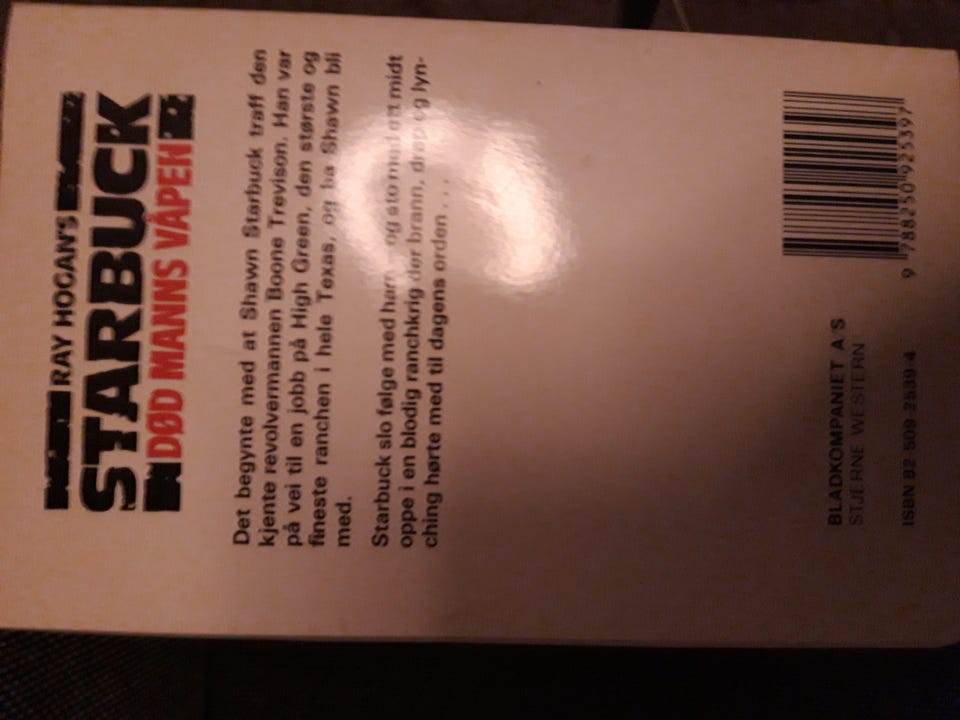 RAY HOGAN'S
STARBUCK
DØD MANNS VÅPEN
Det begynte med at Shawn Starbuck traff den
kjente revolvermannen Boone Trevison. Han var
på vei til en jobb på High Green, den største og
fineste ranchen i hele Texas, og ba Shawn bli
med.
Starbuck slo følge med ham, og sto med ett midt
oppe i en blodig ranchkrig der brann, drap og lyn-
ching hørte med til dagens orden . . .
BLADKOMPANIET A/S
STJERNE WESTERN
ISBN 82 509 2539 4
9 788250 925397